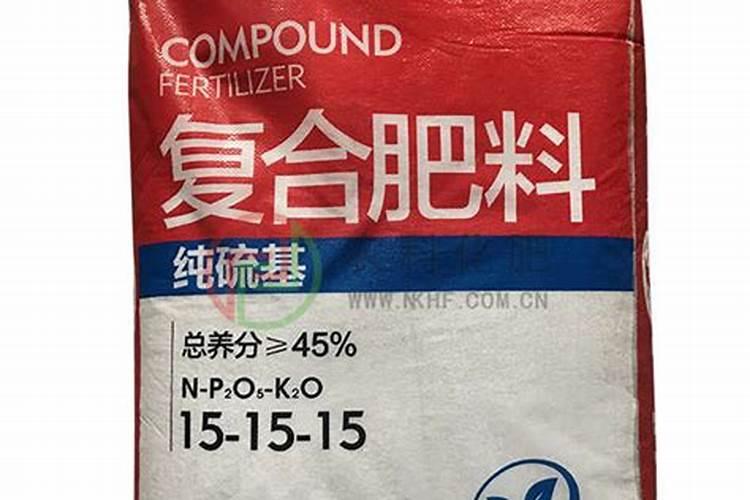 COMPOUND
FERTILIZER
复合肥料
纯硫基
WWW.NKHF.COM.CN
总养分≥45%
N-P₂O₅-K₂O
15-15-15